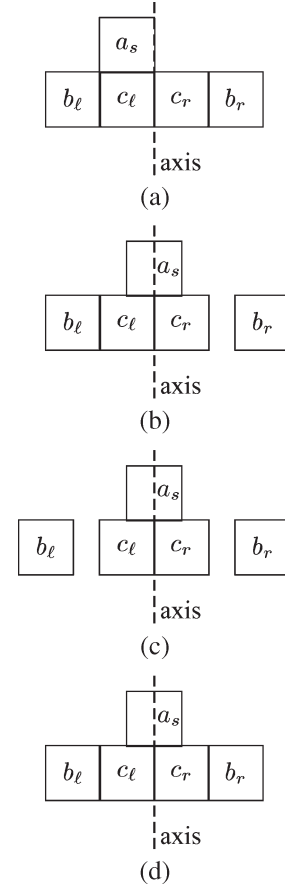 a_s
b_ℓ c_ℓ c_r b_r
axis
(a)
a_s
b_ℓ c_ℓ c_r b_r
axis
(b)
a_s
b_ℓ c_ℓ c_r b_r
axis
(c)
a_s
b_ℓ c_ℓ c_r b_r
axis
(d)